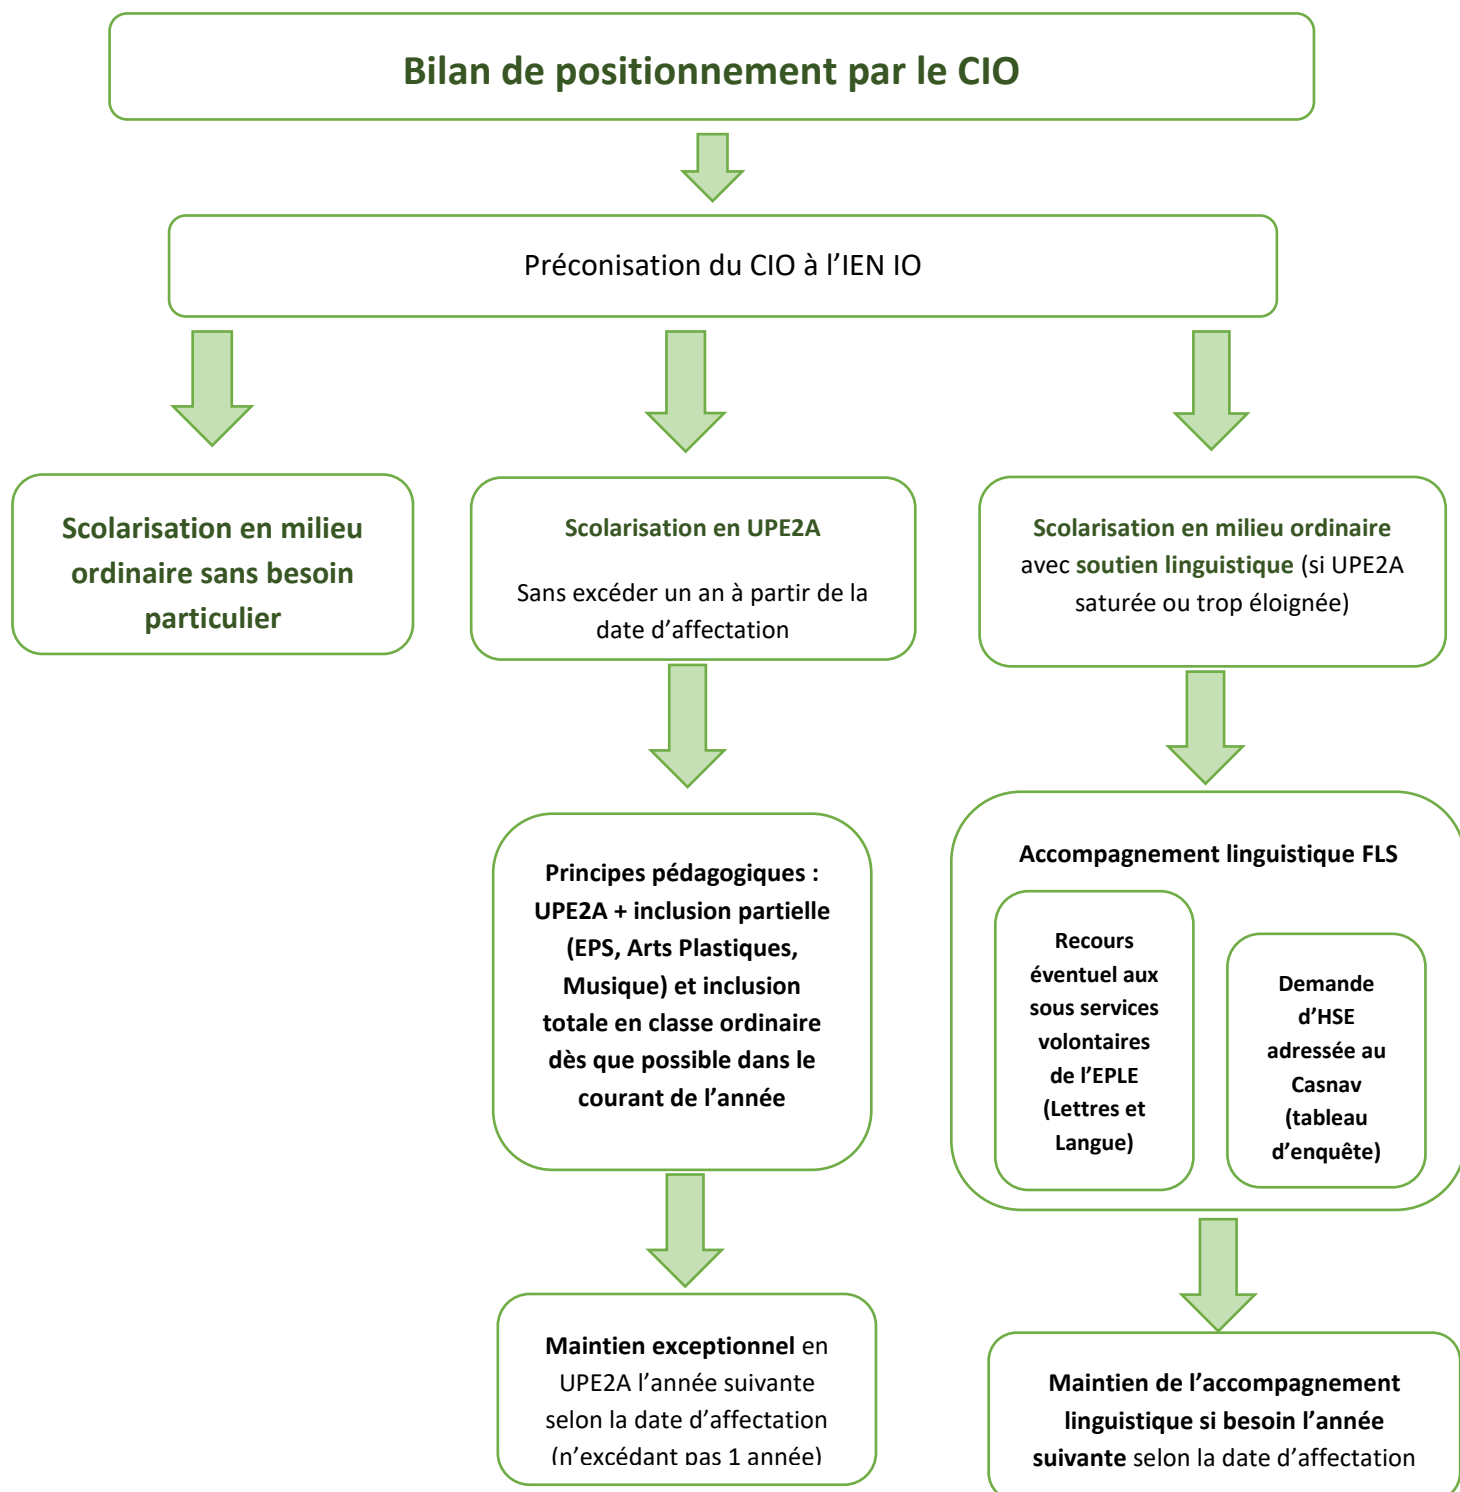 Bilan de positionnement par le CIO
Préconisation du CIO à l’IEN IO
Scolarisation en milieu
ordinaire sans besoin
particulier
Scolarisation en UPE2A
Sans excéder un an à partir de la
date d’affectation
Scolarisation en milieu ordinaire
avec soutien linguistique (si UPE2A
saturée ou trop éloignée)
Principes pédagogiques :
UPE2A + inclusion partielle
(EPS, Arts Plastiques,
Musique) et inclusion
totale en classe ordinaire
dès que possible dans le
courant de l’année
Accompagnement linguistique FLS
Recours
éventuel aux
sous services
volontaires
de l’EPLE
(Lettres et
Langue)
Demande
d’HSE
adressée au
Casnav
(tableau
d’enquête)
Maintien exceptionnel en
UPE2A l’année suivante
selon la date d’affectation
(n’excédant pas 1 année)
Maintien de l’accompagnement
linguistique si besoin l’année
suivante selon la date d’affectation